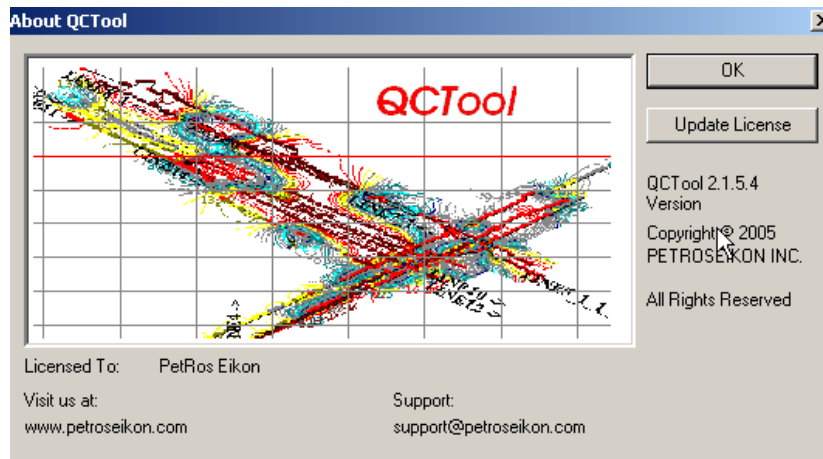 About QCTool
QCTool
OK
Update License
QCTool 2.1.5.4
Version
Copyright © 2005
PETROSEIKON INC.
All Rights Reserved
Licensed To: PetRos Eikon
Visit us at:
www.petroseikon.com
Support:
support@petroseikon.com